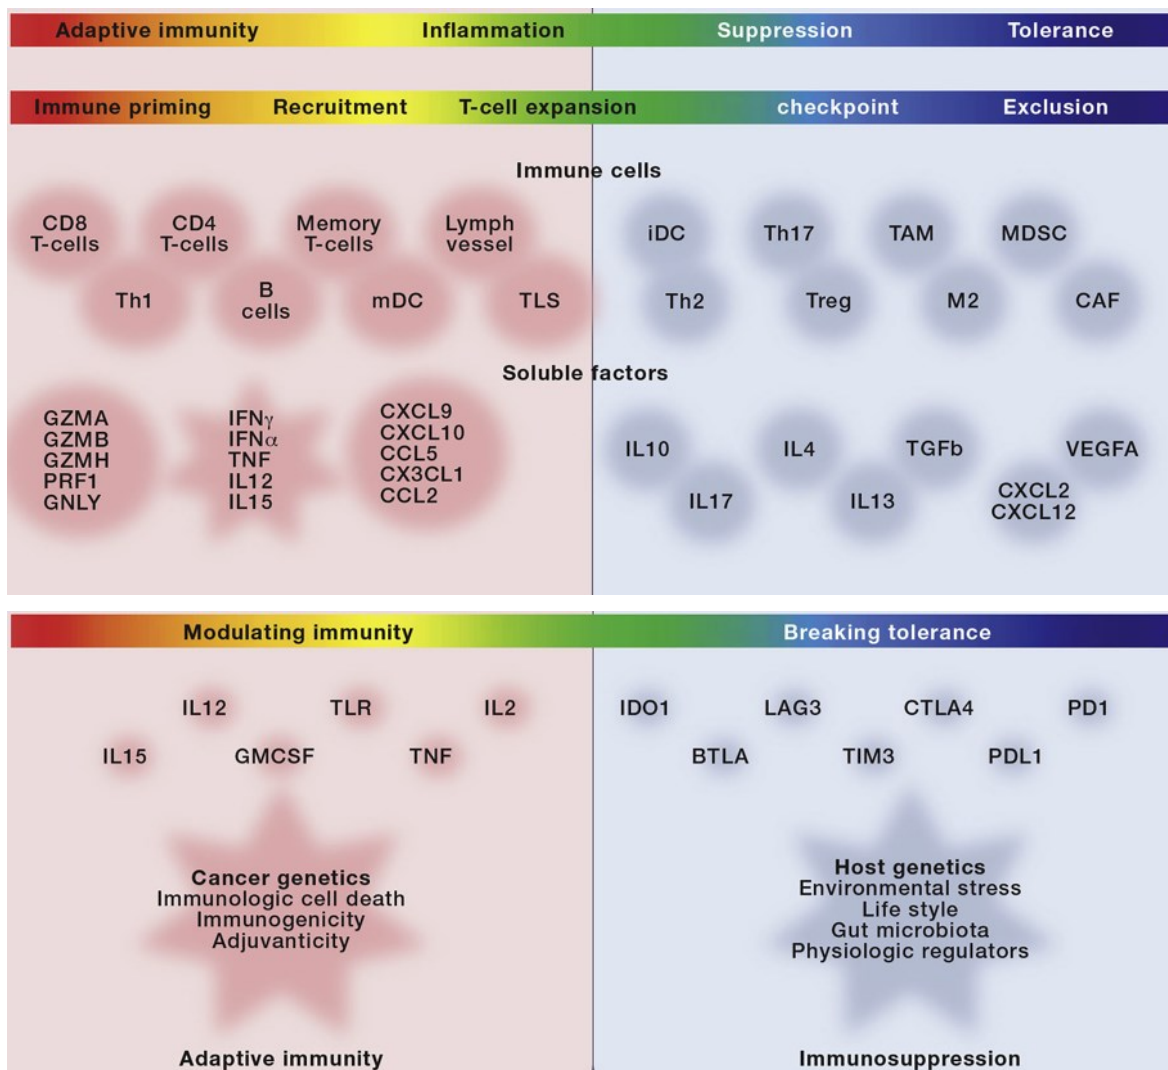 Adaptive immunity Inflammation Suppression Tolerance
Immune priming Recruitment T-cell expansion checkpoint Exclusion
Immune cells
CD8
T-cells
CD4
T-cells
Memory
T-cells
Lymph
vessel
iDC
Th17
TAM
MDSC
Th1
B
cells
mDC
TLS
Th2
Treg
M2
CAF
Soluble factors
GZMA
GZMB
GZMH
PRF1
GNLY
IFNγ
IFNα
TNF
IL12
IL15
CXCL9
CXCL10
CCL5
CX3CL1
CCL2
IL10
IL4
TGFb
VEGFA
IL17
IL13
CXCL2
CXCL12
Modulating immunity Breaking tolerance
IL12
TLR
IL2
IDO1
LAG3
CTLA4
PD1
IL15
GMCSF
TNF
BTLA
TIM3
PDL1
Cancer genetics
Immunologic cell death
Immunogenicity
Adjuvanticity
Host genetics
Environmental stress
Life style
Gut microbiota
Physiologic regulators
Adaptive immunity
Immunosuppression